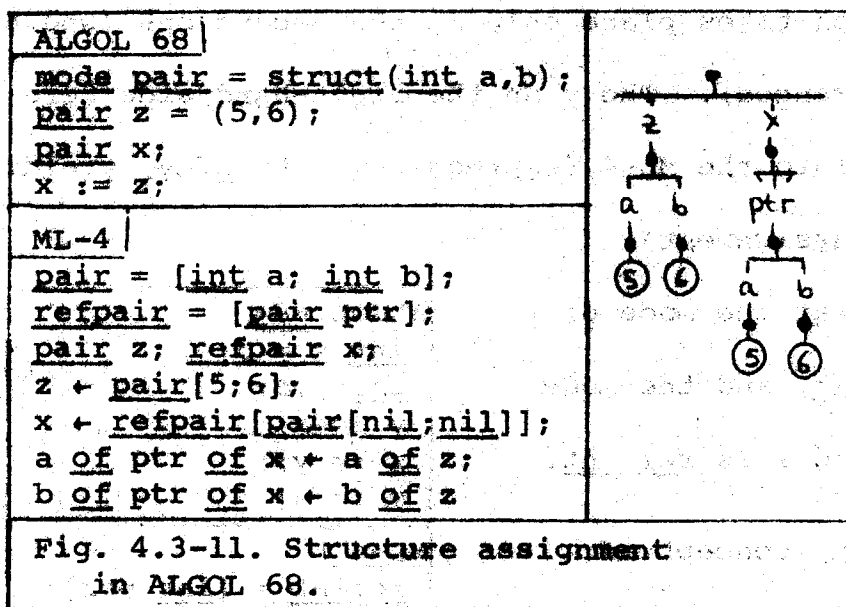 ALGOL 68
mode pair = struct(int a,b);
pair z = (5,6);
pair x;
x := z;
ML-4
pair = [int a; int b];
refpair = [pair ptr];
pair z; refpair x;
z ← pair[5;6];
x ← refpair[pair[nil;nil]];
a of ptr of x ← a of z;
b of ptr of x ← b of z
z x
a b ptr
5 6 a b
5 6
Fig. 4.3-11. Structure assignment
in ALGOL 68.